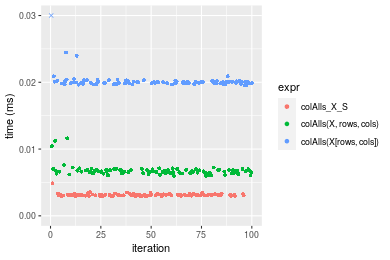 0.03
0.02
0.01
0.00
time (ms)
0
25
50
75
100
iteration
expr
colAlls_X_S
colAlls(X, rows, cols)
colAlls(X[rows, cols])